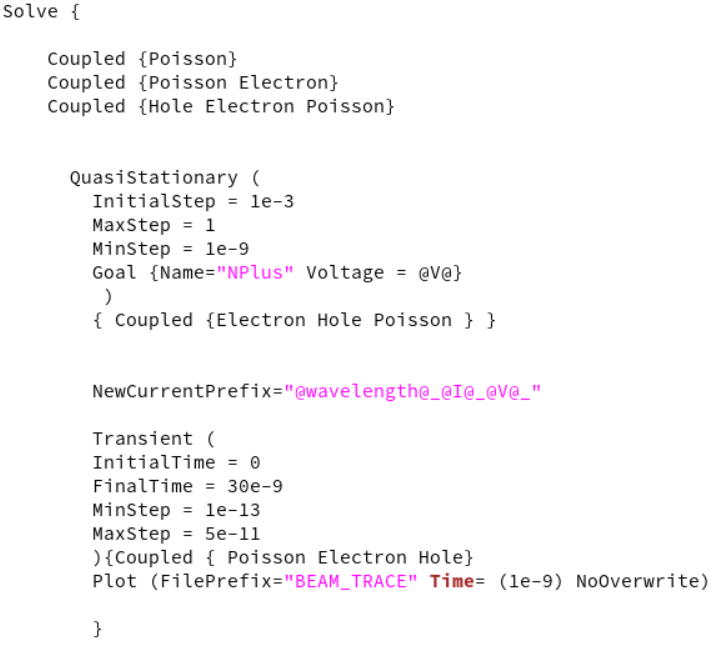 Solve {
Coupled {Poisson}
Coupled {Poisson Electron}
Coupled {Hole Electron Poisson}
QuasiStationary (
InitialStep = 1e-3
MaxStep = 1
MinStep = 1e-9
Goal {Name="NPlus" Voltage = @V@}
)
{ Coupled {Electron Hole Poisson } }
NewCurrentPrefix="@wavelength@_@I@_@V@_"
Transient (
InitialTime = 0
FinalTime = 30e-9
MinStep = 1e-13
MaxStep = 5e-11
){Coupled { Poisson Electron Hole}
Plot (FilePrefix="BEAM_TRACE" Time= (1e-9) NoOverwrite)
}